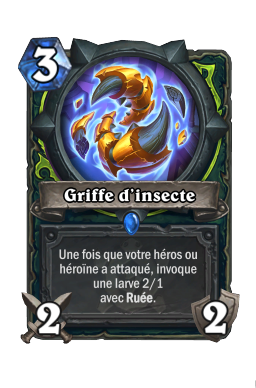 3
Griffe d'insecte
Une fois que votre héros ou
héroïne a attaqué, invoque
une larve 2/1
avec Ruée.
2
2